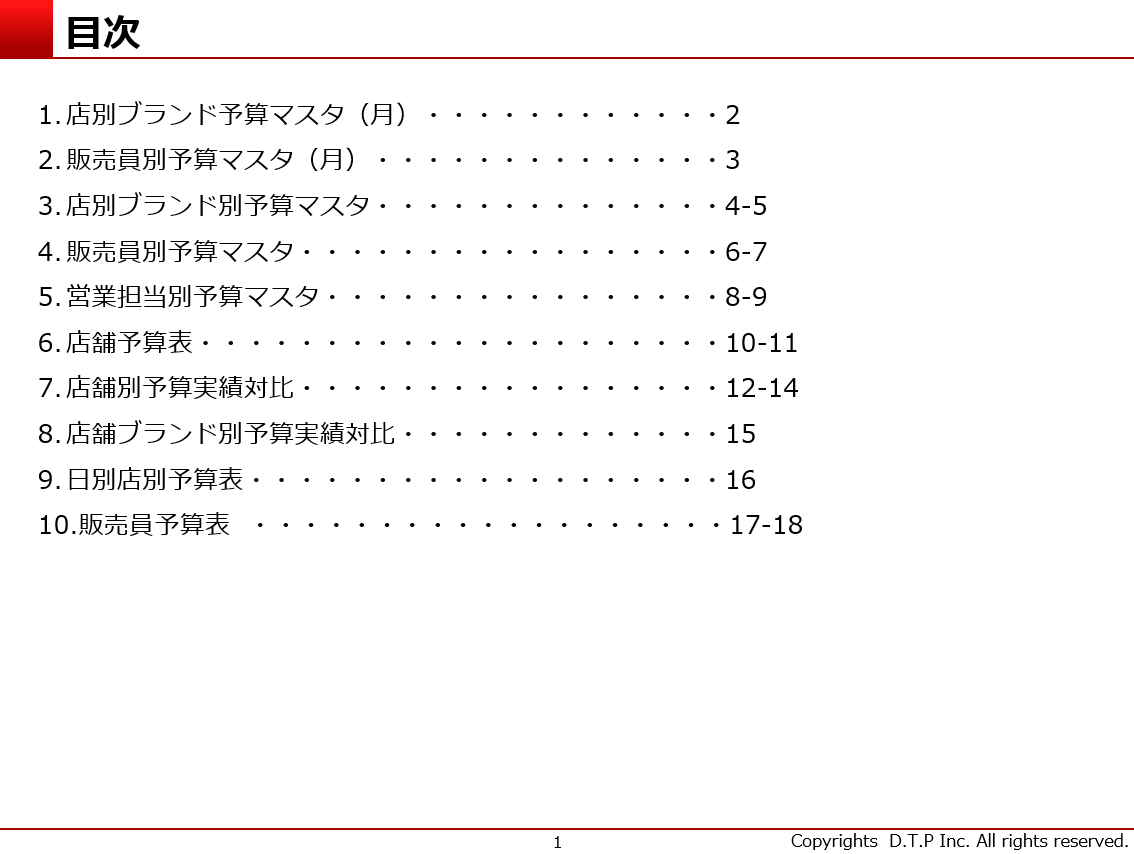 目次
1. 店別ブランド予算マスタ（月）・・・・・・・・・・・・2
2. 販売員別予算マスタ（月）・・・・・・・・・・・・・・3
3. 店別ブランド別予算マスタ・・・・・・・・・・・・・・4-5
4. 販売員別予算マスタ・・・・・・・・・・・・・・・・・6-7
5. 営業担当別予算マスタ・・・・・・・・・・・・・・・・8-9
6. 店舗予算表・・・・・・・・・・・・・・・・・・・・・10-11
7. 店舗別予算実績対比・・・・・・・・・・・・・・・・・12-14
8. 店舗ブランド別予算実績対比・・・・・・・・・・・・・15
9. 日別店別予算表・・・・・・・・・・・・・・・・・・・16
10.販売員予算表　・・・・・・・・・・・・・・・・・・・17-18
1
Copyrights D.T.P Inc. All rights reserved.